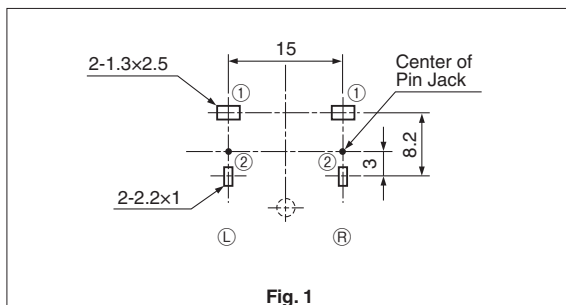 15
2-1.3×2.5
Center of
Pin Jack
① ①
8.2
② ②
3
2-2.2×1
Ⓛ Ⓡ
Fig. 1